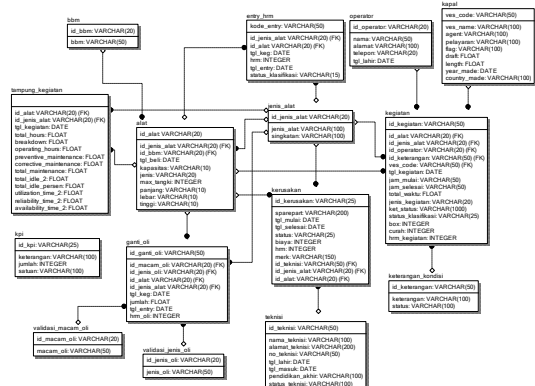 bbm
id_bbm: VARCHAR(20)
bbm: VARCHAR(50)
entry_hrm
kode_entry: VARCHAR(50)
id_jenis_alat: VARCHAR(20) (FK)
id_alat: VARCHAR(20) (FK)
tgl_keg: DATE
hrm: INTEGER
tgl_entry: DATE
status_klasifikasi: VARCHAR(15)
operator
id_operator: VARCHAR(20)
nama: VARCHAR(50)
alamat: VARCHAR(100)
telepon: VARCHAR(20)
tgl_lahir: DATE
kapal
ves_code: VARCHAR(50)
ves_name: VARCHAR(100)
agent: VARCHAR(100)
pelayaran: VARCHAR(100)
flag: VARCHAR(100)
draft: FLOAT
length: FLOAT
year_made: DATE
country_made: VARCHAR(100)
tempung_kegiatan
id_alat: VARCHAR(20) (FK)
id_jenis_alat: VARCHAR(20) (FK)
tgl_kegiatan: DATE
total_hours: FLOAT
breakdown: FLOAT
operating_hours: FLOAT
preventive_maintenance: FLOAT
corrective_maintenance: FLOAT
total_maintenance: FLOAT
total_idle_2: FLOAT
total_idle_persen: FLOAT
utilization_time_2: FLOAT
reliability_time_2: FLOAT
availability_time_2: FLOAT
alat
id_alat: VARCHAR(20)
id_jenis_alat: VARCHAR(20) (FK)
id_bbm: VARCHAR(20) (FK)
tgl_beli: DATE
kapasitas: VARCHAR(10)
jenis: VARCHAR(20)
max_tangki: INTEGER
panjang: VARCHAR(10)
lebar: VARCHAR(10)
tinggi: VARCHAR(10)
jenis_alat
id_jenis_alat: VARCHAR(20)
jenis_alat: VARCHAR(100)
singkatan: VARCHAR(100)
kegiatan
id_kegiatan: VARCHAR(50)
id_alat: VARCHAR(20) (FK)
id_jenis_alat: VARCHAR(20) (FK)
id_operator: VARCHAR(20) (FK)
id_keterangan: VARCHAR(50) (FK)
ves_code: VARCHAR(50) (FK)
tgl_kegiatan: DATE
jam_mulai: VARCHAR(50)
jam_selesai: VARCHAR(50)
total_waktu: FLOAT
jenis_kegiatan: VARCHAR(20)
ket_status: VARCHAR(1000)
status_klasifikasi: VARCHAR(25)
box: INTEGER
curah: INTEGER
hrm_kegiatan: INTEGER
kerusakan
id_kerusakan: VARCHAR(25)
sparepart: VARCHAR(200)
tgl_mulai: DATE
tgl_selesai: DATE
status: VARCHAR(25)
biaya: INTEGER
hrm: INTEGER
merk: VARCHAR(150)
id_teknisi: VARCHAR(50) (FK)
id_jenis_alat: VARCHAR(20) (FK)
id_alat: VARCHAR(20) (FK)
kpi
id_kpi: VARCHAR(25)
keterangan: VARCHAR(100)
jumlah: INTEGER
satuan: VARCHAR(100)
ganti_oli
id_ganti_oli: VARCHAR(50)
id_macam_oli: VARCHAR(20) (FK)
id_jenis_oli: VARCHAR(20) (FK)
id_alat: VARCHAR(20) (FK)
id_jenis_alat: VARCHAR(20) (FK)
tgl_keg: DATE
jumlah: FLOAT
tgl_entry: DATE
hrm_oli: INTEGER
keterangan_kondisi
id_keterangan: VARCHAR(50)
keterangan: VARCHAR(100)
status: VARCHAR(100)
validasi_macam_oli
id_macam_oli: VARCHAR(20)
macam_oli: VARCHAR(50)
validasi_jenis_oli
id_jenis_oli: VARCHAR(20)
jenis_oli: VARCHAR(50)
teknisi
id_teknisi: VARCHAR(50)
nama_teknisi: VARCHAR(100)
alamat_teknisi: VARCHAR(200)
no_teknisi: VARCHAR(50)
tgl_lahir: DATE
tgl_masuk: DATE
pendidikan_akhir: VARCHAR(100)
status_teknisi: VARCHAR(100)